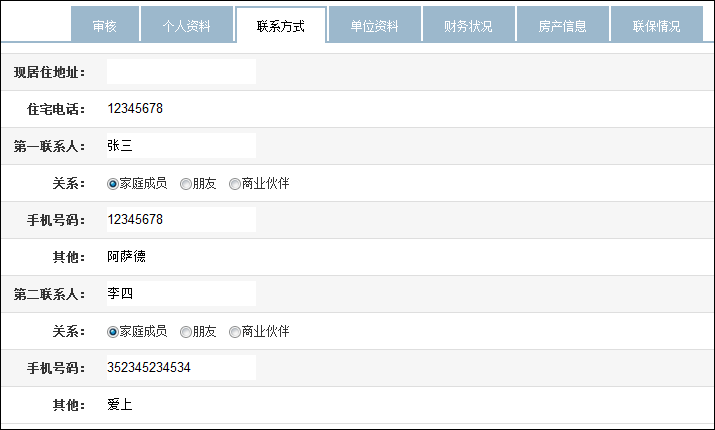 审核 个人资料 联系方式 单位资料 财务状况 房产信息 联保情况
现居住地址：
住宅电话： 12345678
第一联系人： 张三
关系： 家庭成员 朋友 商业伙伴
手机号码： 12345678
其他： 阿萨德
第二联系人： 李四
关系： 家庭成员 朋友 商业伙伴
手机号码： 352345234534
其他： 爱上